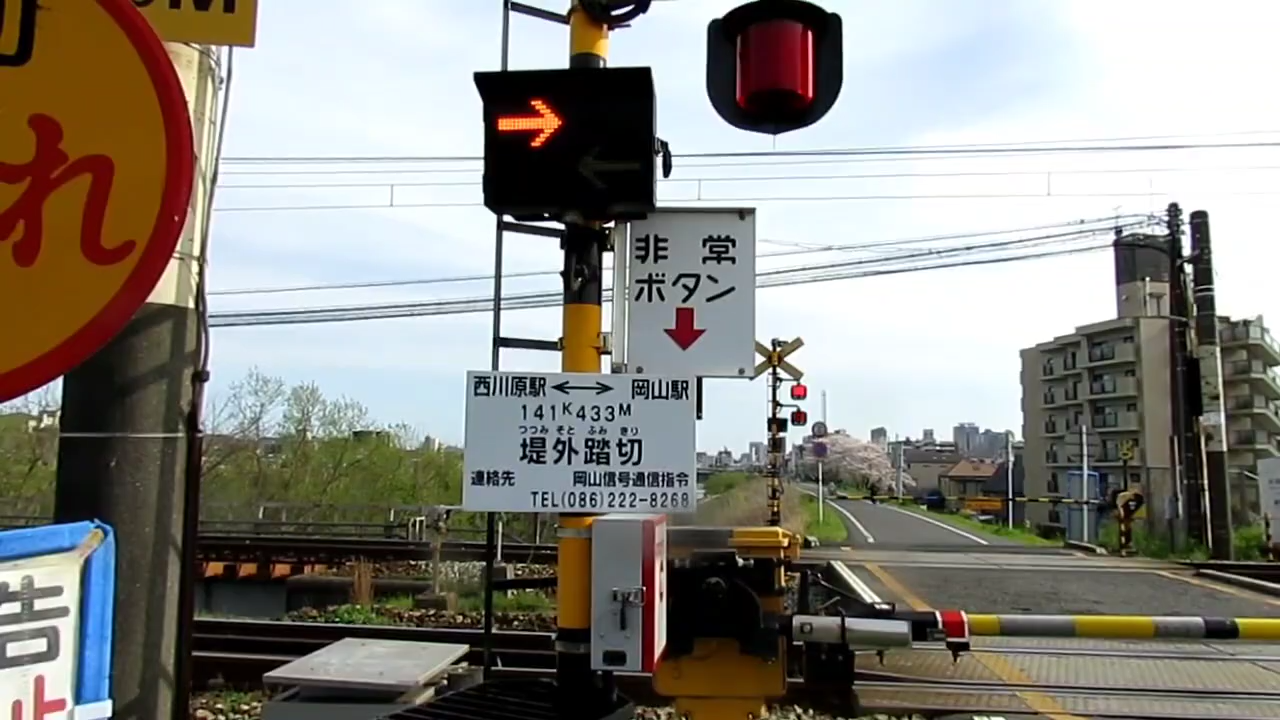 れ
非常
ボタン
西川原駅 ⟷ 岡山駅
141K433M
つつみ そと ふみ きり
堤外踏切
連絡先 岡山信号通信指令
TEL(086)222-8268
告
止